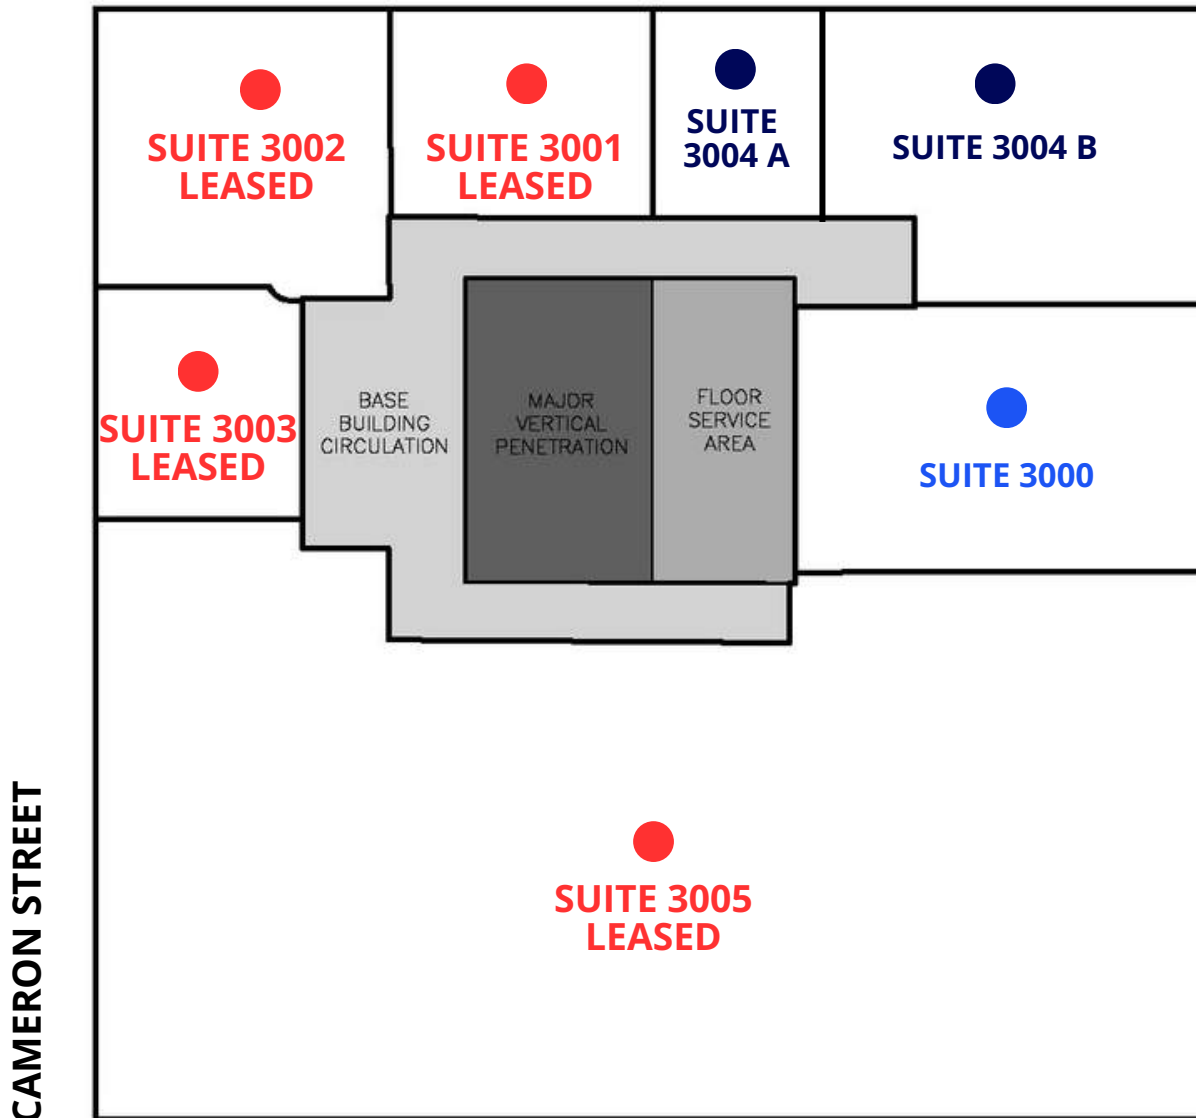 SUITE 3002
LEASED
SUITE 3001
LEASED
SUITE
3004 A
SUITE 3004 B
SUITE 3003
LEASED
BASE
BUILDING
CIRCULATION
MAJOR
VERTICAL
PENETRATION
FLOOR
SERVICE
AREA
SUITE 3000
SUITE 3005
LEASED
CAMERON STREET